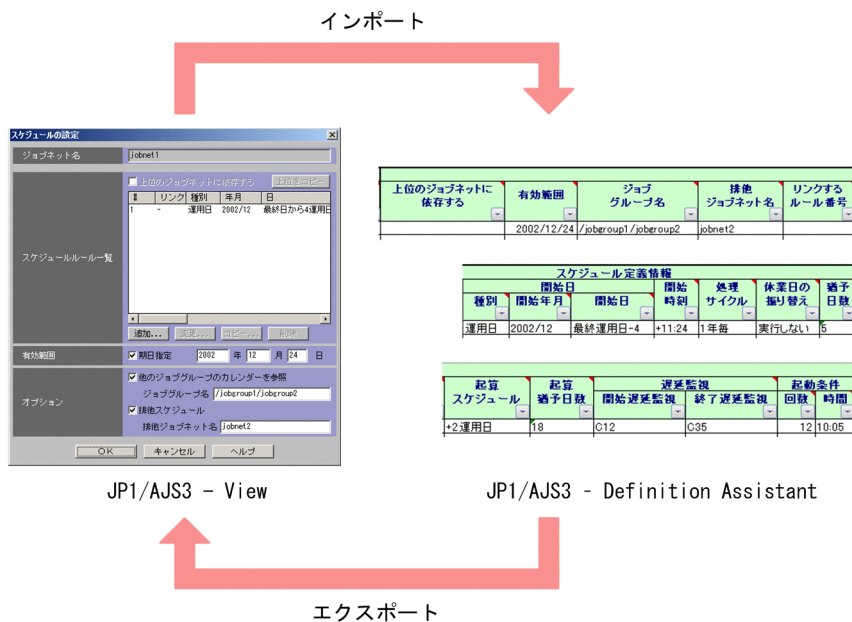 インポート
スケジュールの設定
ジョブネット名
jobnet1
上位のジョブネットに依存する
上位をコピー
# リンク 種別 年月 日
1 - 運用日 2002/12 最終日から4運用日
スケジュールルール一覧
追加... 変更... コピー... 削除
有効範囲
期日指定 2002 年 12 月 24 日
オプション
他のジョブグループのカレンダーを参照
ジョブグループ名 /jobgroup1/jobgroup2
排他スケジュール
排他ジョブネット名 jobnet2
OK キャンセル ヘルプ
JP1/AJS3 - View
上位のジョブネットに依存する 有効範囲 ジョブグループ名 排他ジョブネット名 リンクするルール番号
2002/12/24 /jobgroup1/jobgroup2 jobnet2
スケジュール定義情報
開始日
種別 開始年月 開始日 開始時刻 処理サイクル 休業日の振り替え 猶予日数
運用日 2002/12 最終運用日-4 +11:24 1年毎 実行しない 5
起算スケジュール 起算猶予日数 遅延監視 起動条件
開始遅延監視 終了遅延監視 回数 時間
+2運用日 18 C12 C35 12 10:05
JP1/AJS3 - Definition Assistant
エクスポート